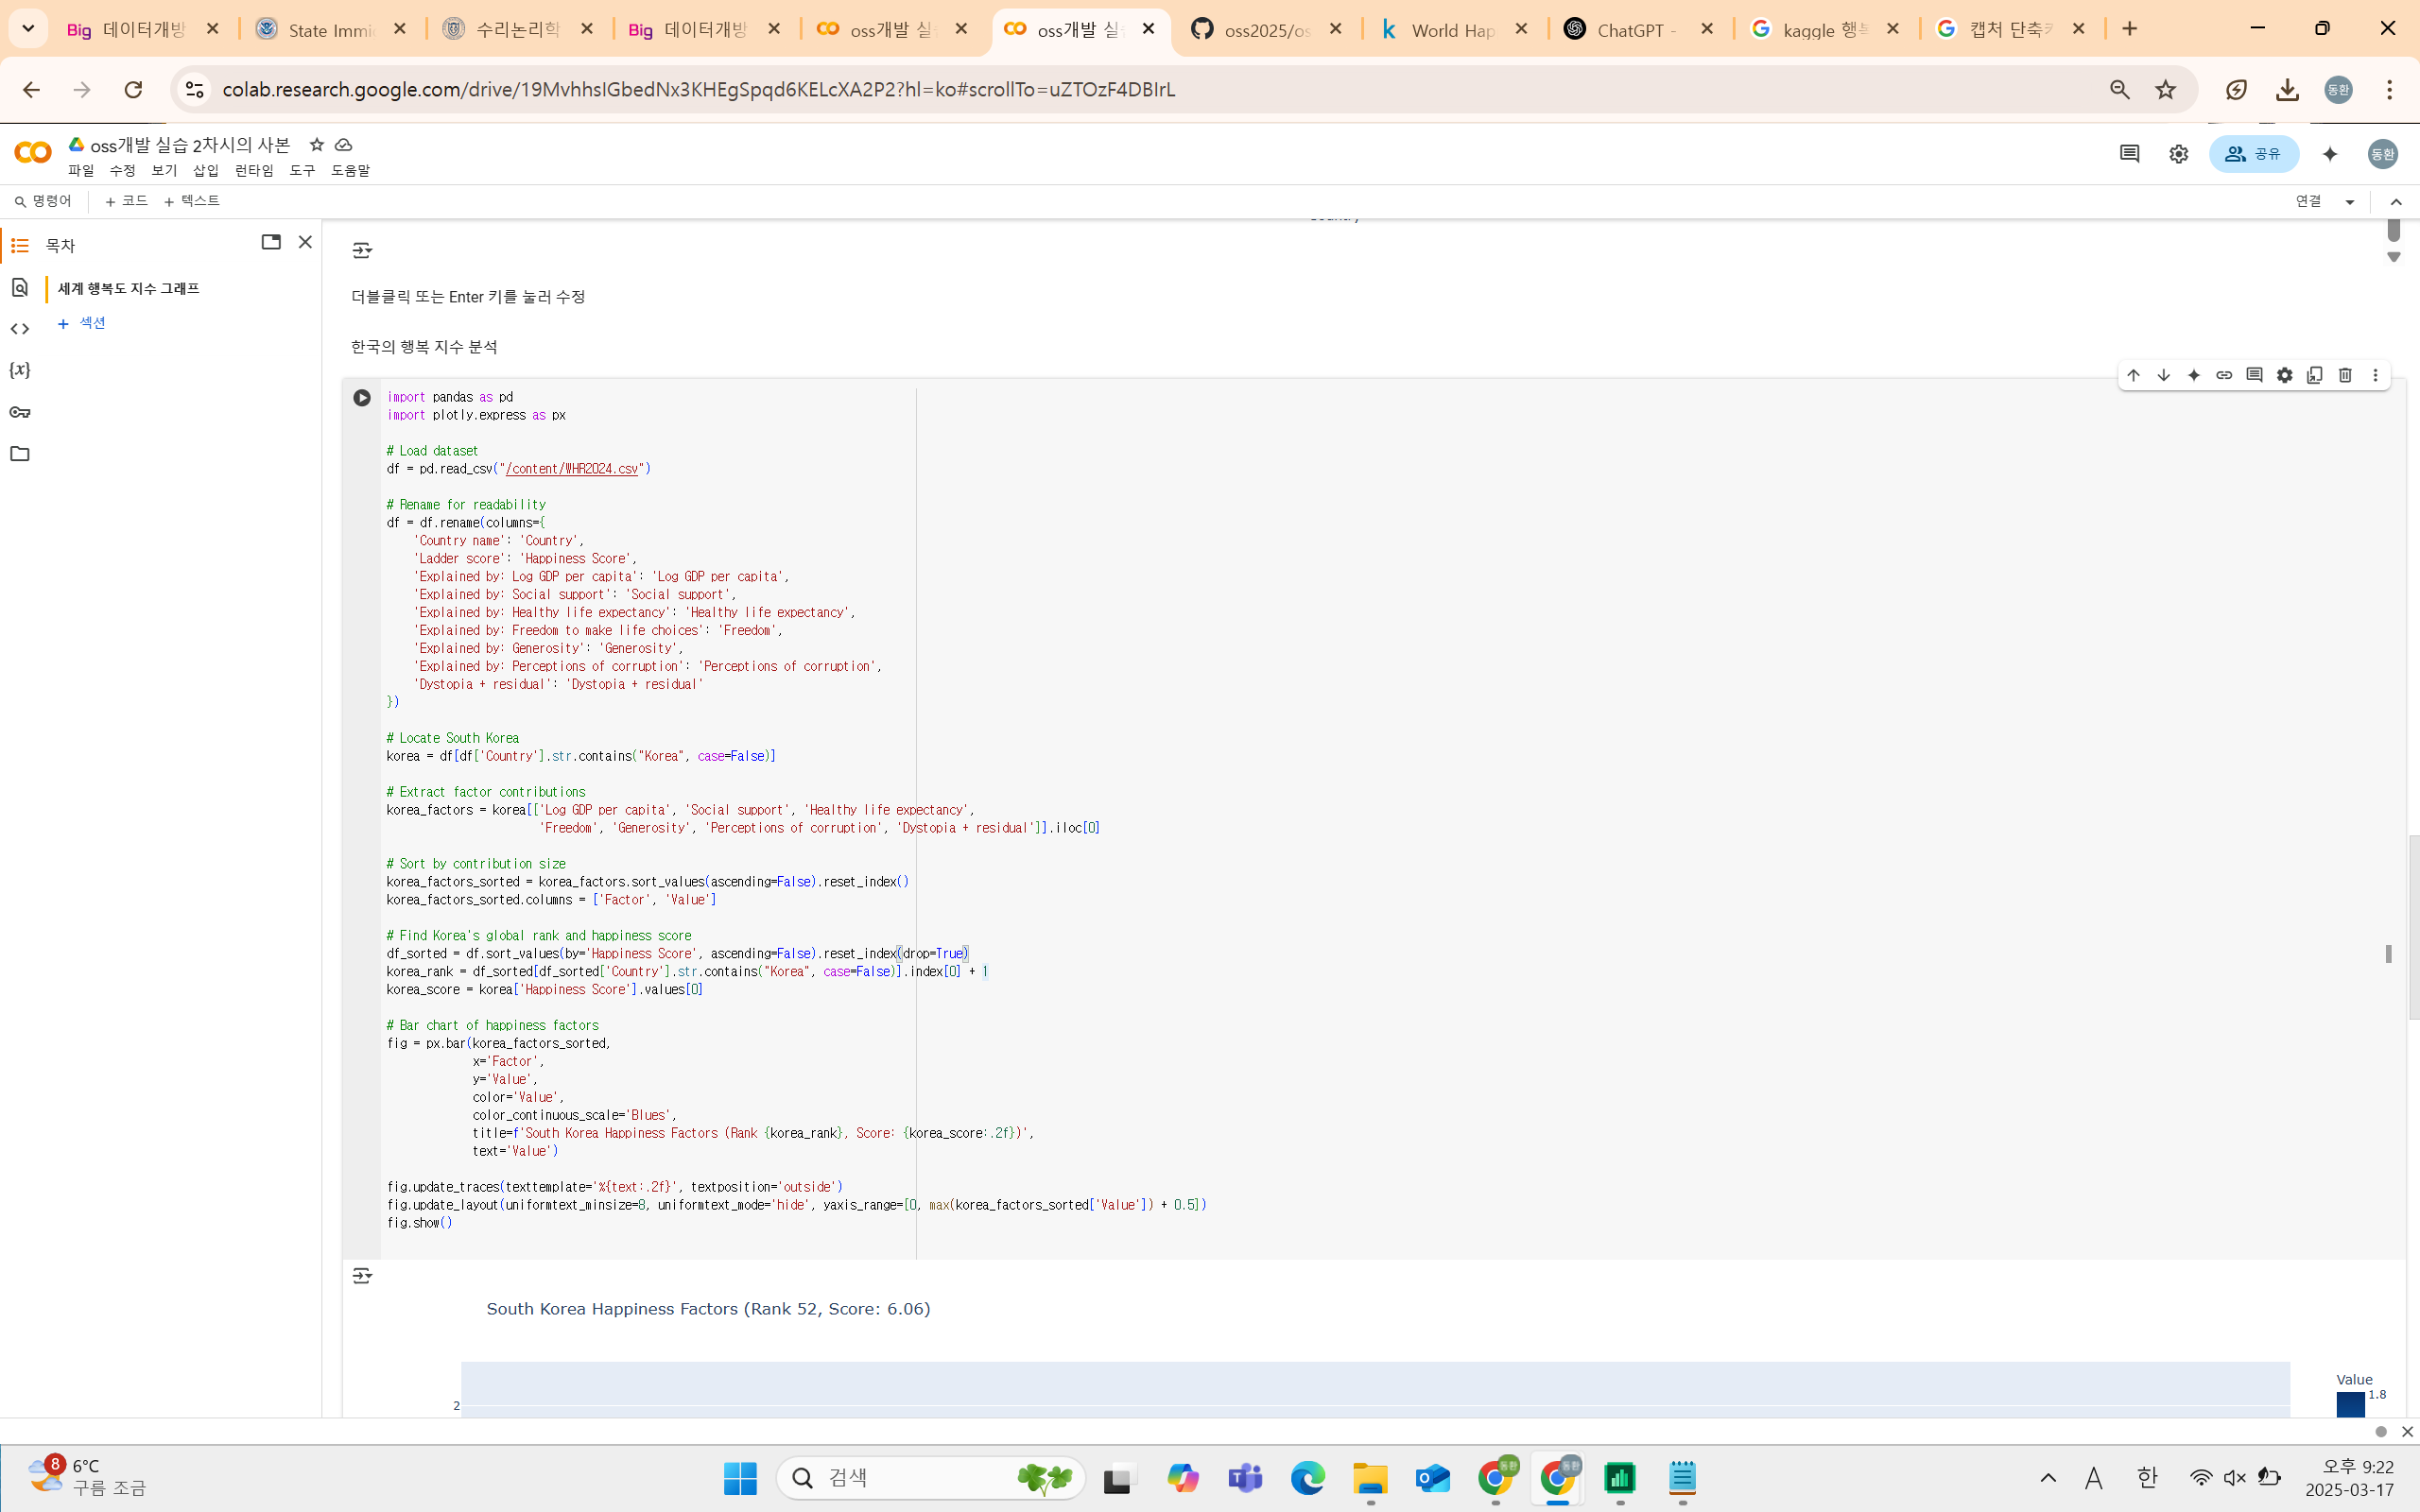 Big 데이터개방
State Immi
수리논리학
Big 데이터개방
oss개발 실
oss개발 실
oss2025/os
World Hap
ChatGPT -
kaggle 행복
캡처 단축키
colab.research.google.com/drive/19MvhhsIGbedNx3KHEgSpqd6KELcXA2P2?hl=ko#scrollTo=uZTOzF4DBIrL
동환
oss개발 실습 2차시의 사본
파일 수정 보기 삽입 런타임 도구 도움말
공유
동환
명령어 + 코드 + 텍스트
연결
목차
세계 행복도 지수 그래프
+ 섹션
더블클릭 또는 Enter 키를 눌러 수정
한국의 행복 지수 분석
import pandas as pd
import plotly.express as px
# Load dataset
df = pd.read_csv("/content/WHR2024.csv")
# Rename for readability
df = df.rename(columns={
    'Country name': 'Country',
    'Ladder score': 'Happiness Score',
    'Explained by: Log GDP per capita': 'Log GDP per capita',
    'Explained by: Social support': 'Social support',
    'Explained by: Healthy life expectancy': 'Healthy life expectancy',
    'Explained by: Freedom to make life choices': 'Freedom',
    'Explained by: Generosity': 'Generosity',
    'Explained by: Perceptions of corruption': 'Perceptions of corruption',
    'Dystopia + residual': 'Dystopia + residual'
})
# Locate South Korea
korea = df[df['Country'].str.contains("Korea", case=False)]
# Extract factor contributions
korea_factors = korea[['Log GDP per capita', 'Social support', 'Healthy life expectancy',
                       'Freedom', 'Generosity', 'Perceptions of corruption', 'Dystopia + residual']].iloc[0]
# Sort by contribution size
korea_factors_sorted = korea_factors.sort_values(ascending=False).reset_index()
korea_factors_sorted.columns = ['Factor', 'Value']
# Find Korea's global rank and happiness score
df_sorted = df.sort_values(by='Happiness Score', ascending=False).reset_index(drop=True)
korea_rank = df_sorted[df_sorted['Country'].str.contains("Korea", case=False)].index[0] + 1
korea_score = korea['Happiness Score'].values[0]
# Bar chart of happiness factors
fig = px.bar(korea_factors_sorted,
             x='Factor',
             y='Value',
             color='Value',
             color_continuous_scale='Blues',
             title=f'South Korea Happiness Factors (Rank {korea_rank}, Score: {korea_score:.2f})',
             text='Value')
fig.update_traces(texttemplate='%{text:.2f}', textposition='outside')
fig.update_layout(uniformtext_minsize=8, uniformtext_mode='hide', yaxis_range=[0, max(korea_factors_sorted['Value']) + 0.5])
fig.show()
South Korea Happiness Factors (Rank 52, Score: 6.06)
Value
1.8
2
8
6°C
구름 조금
검색
동환
동환
A 한
오후 9:22
2025-03-17